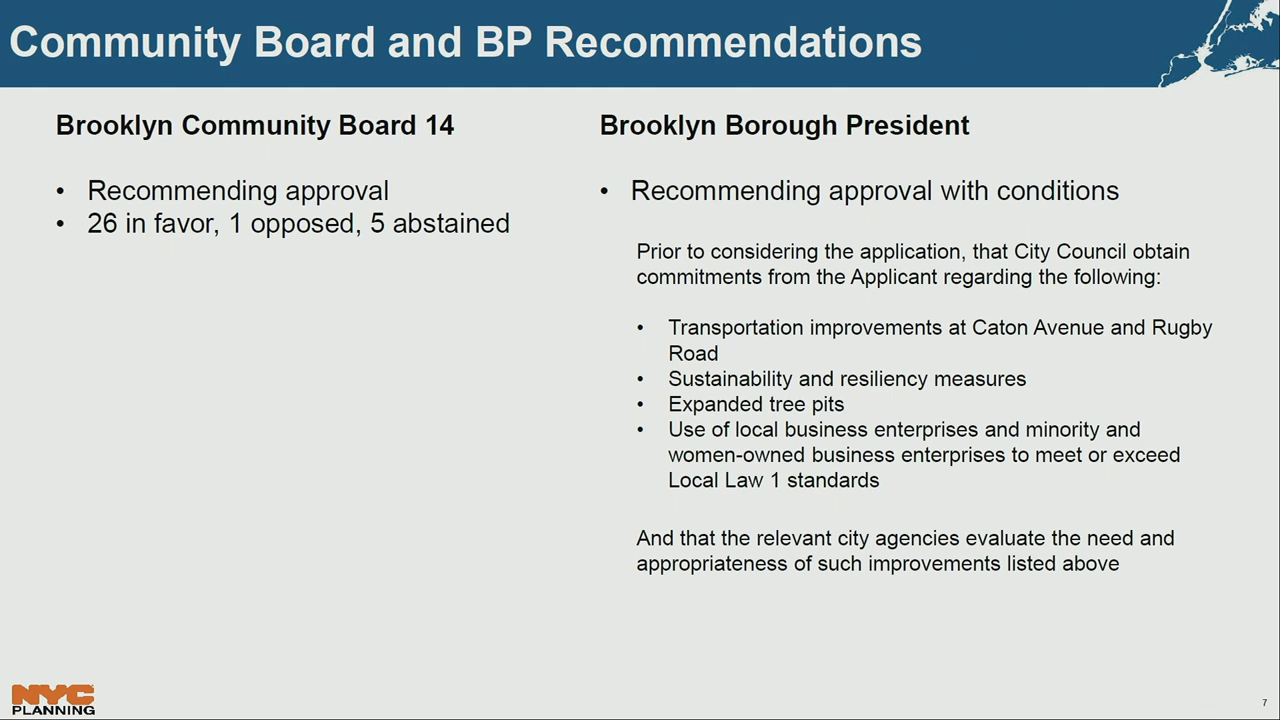 Community Board and BP Recommendations
Brooklyn Community Board 14
• Recommending approval
• 26 in favor, 1 opposed, 5 abstained
Brooklyn Borough President
• Recommending approval with conditions
Prior to considering the application, that City Council obtain
commitments from the Applicant regarding the following:
• Transportation improvements at Caton Avenue and Rugby
Road
• Sustainability and resiliency measures
• Expanded tree pits
• Use of local business enterprises and minority and
women-owned business enterprises to meet or exceed
Local Law 1 standards
And that the relevant city agencies evaluate the need and
appropriateness of such improvements listed above
NYC
PLANNING
7